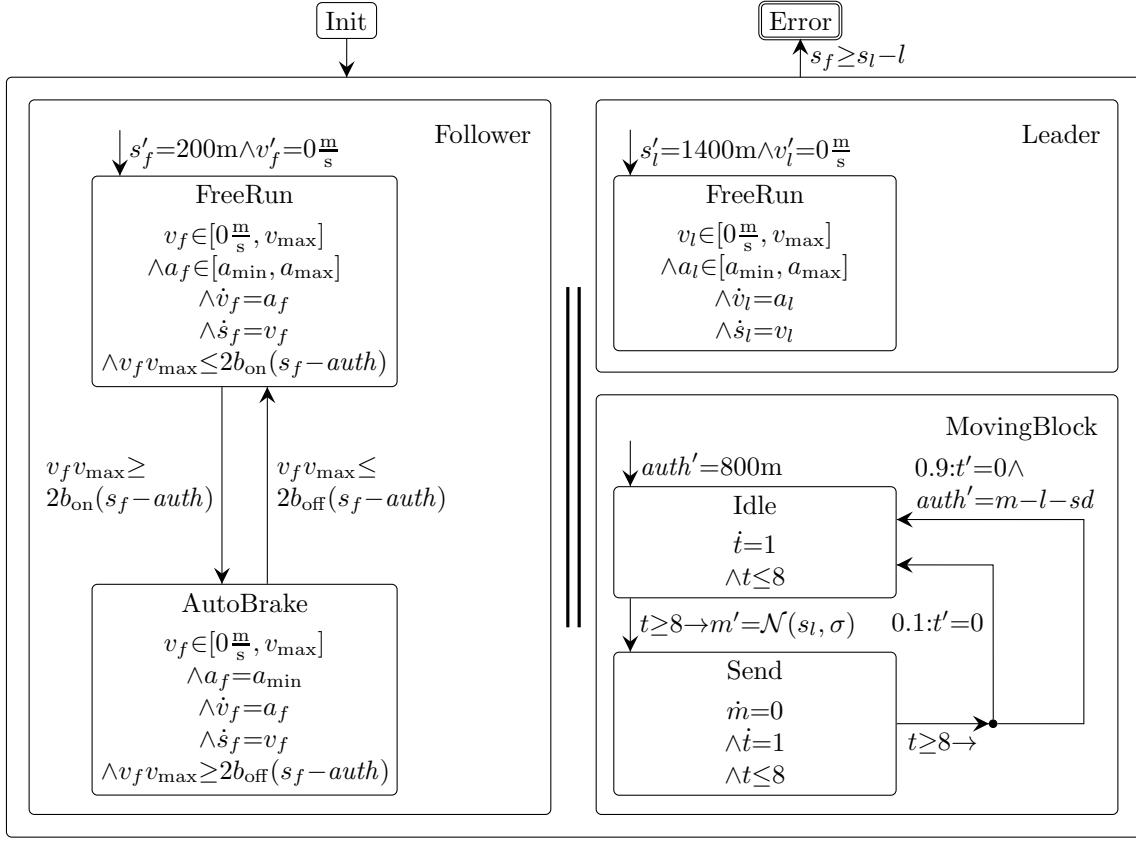 Init
Error
s_f≥s_l−l
Follower
s′_f=200m∧v′_f=0 m/s
FreeRun
v_f∈[0 m/s, v_max]
∧a_f∈[a_min, a_max]
∧v̇_f=a_f
∧ṡ_f=v_f
∧v_f v_max≤2b_on(s_f−auth)
v_f v_max≥
2b_on(s_f−auth)
v_f v_max≤
2b_off(s_f−auth)
AutoBrake
v_f∈[0 m/s, v_max]
∧a_f=a_min
∧v̇_f=a_f
∧ṡ_f=v_f
∧v_f v_max≥2b_off(s_f−auth)
Leader
s′_l=1400m∧v′_l=0 m/s
FreeRun
v_l∈[0 m/s, v_max]
∧a_l∈[a_min, a_max]
∧v̇_l=a_l
∧ṡ_l=v_l
MovingBlock
auth′=800m
Idle
ṫ=1
∧t≤8
0.9:t′=0∧
auth′=m−l−sd
t≥8→m′=𝒩(s_l, σ)
0.1:t′=0
Send
ṁ=0
∧ṫ=1
∧t≤8
t≥8→